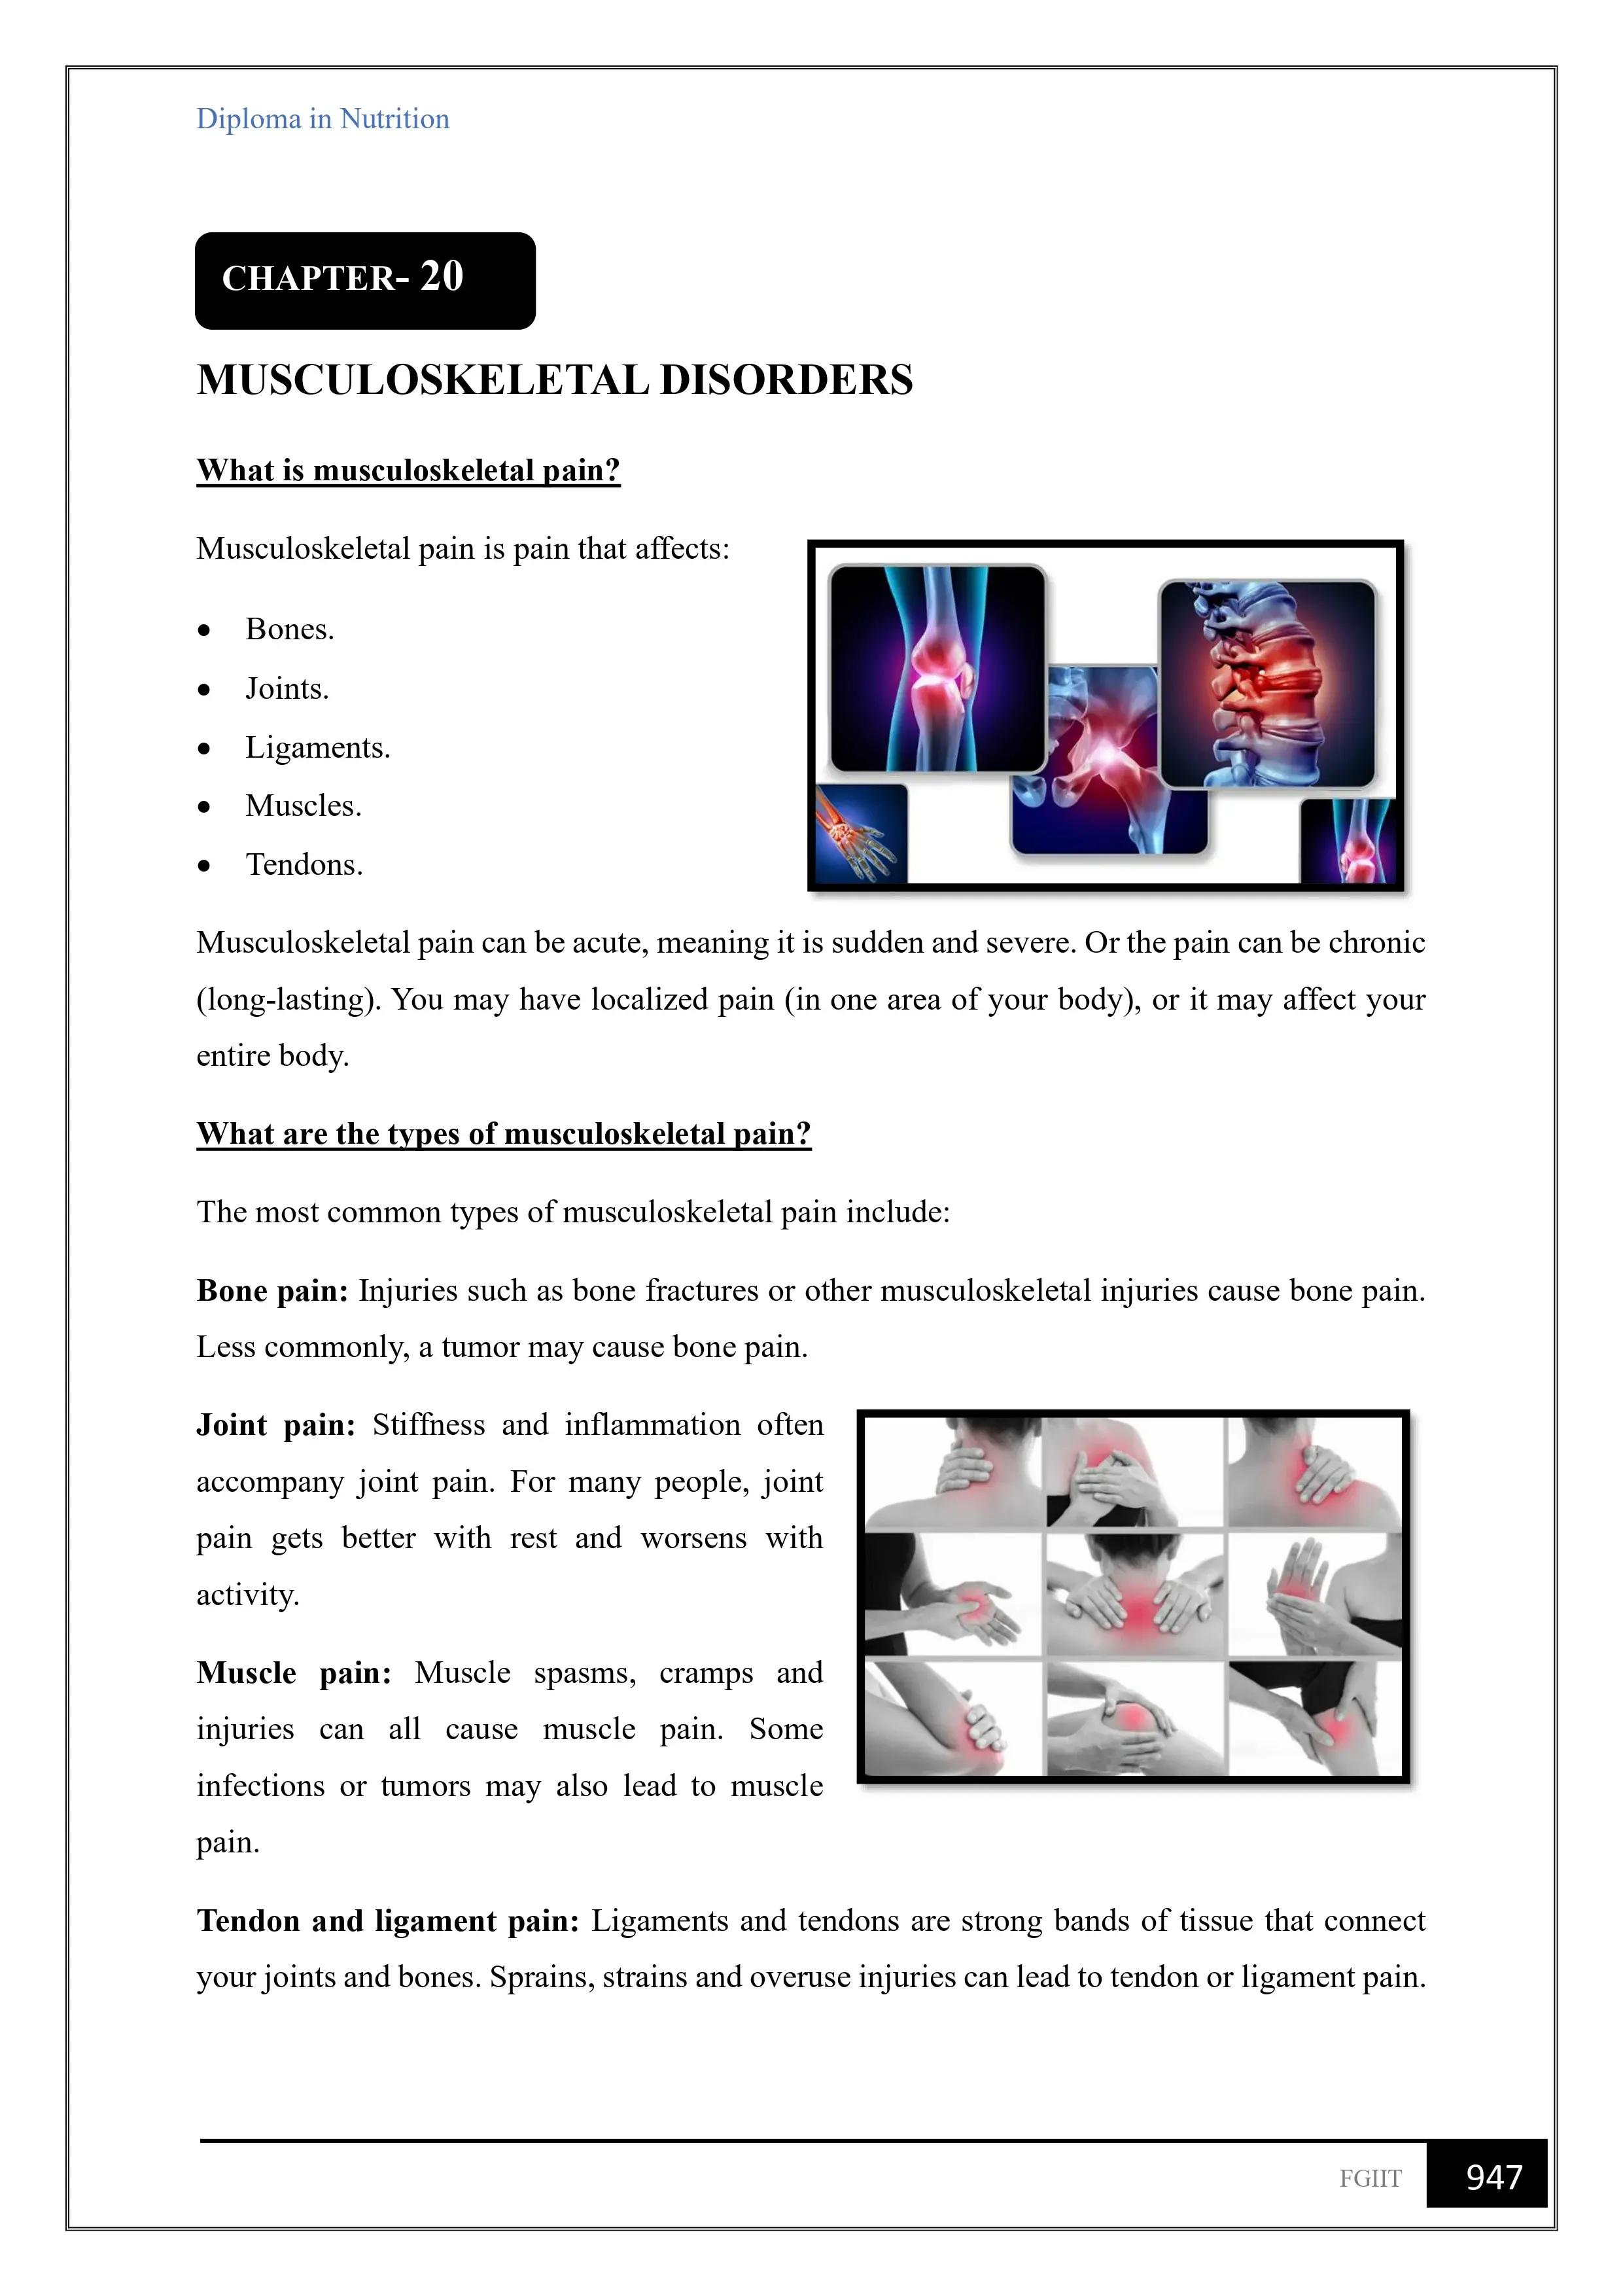 Diploma in Nutrition
CHAPTER- 20
MUSCULOSKELETAL DISORDERS
What is musculoskeletal pain?
Musculoskeletal pain is pain that affects:
• Bones.
• Joints.
• Ligaments.
• Muscles.
• Tendons.
Musculoskeletal pain can be acute, meaning it is sudden and severe. Or the pain can be chronic
(long-lasting). You may have localized pain (in one area of your body), or it may affect your
entire body.
What are the types of musculoskeletal pain?
The most common types of musculoskeletal pain include:
Bone pain: Injuries such as bone fractures or other musculoskeletal injuries cause bone pain.
Less commonly, a tumor may cause bone pain.
Joint pain: Stiffness and inflammation often
accompany joint pain. For many people, joint
pain gets better with rest and worsens with
activity.
Muscle pain: Muscle spasms, cramps and
injuries can all cause muscle pain. Some
infections or tumors may also lead to muscle
pain.
Tendon and ligament pain: Ligaments and tendons are strong bands of tissue that connect
your joints and bones. Sprains, strains and overuse injuries can lead to tendon or ligament pain.
FGIIT 947